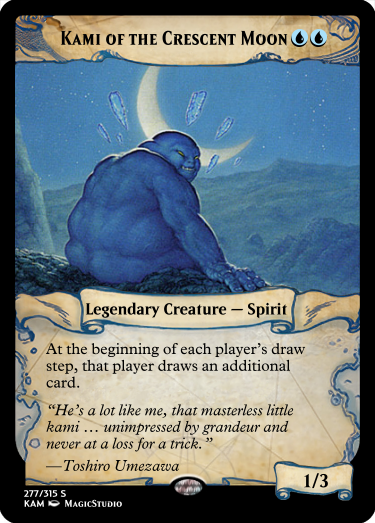 Kami of the Crescent Moon
Legendary Creature — Spirit
At the beginning of each player's draw
step, that player draws an additional
card.
“He's a lot like me, that masterless little
kami … unimpressed by grandeur and
never at a loss for a trick.”
—Toshiro Umezawa
1/3
277/315 S
KAM MagicStudio